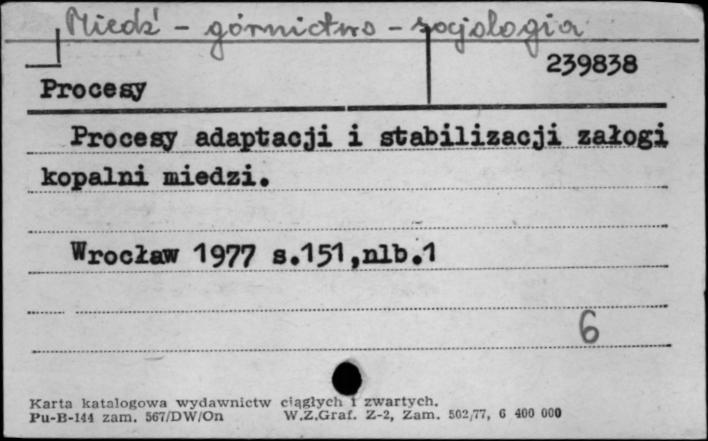 Miedź - górnictwo - socjologia
239838
Procesy
Procesy adaptacji i stabilizacji załogi
kopalni miedzi.
Wrocław 1977 s.151,nlb.1
6
Karta katalogowa wydawnictw ciągłych i zwartych.
Pu-B-144 zam. 567/DW/On W.Z.Graf. Z-2, Zam. 502/77, 6 400 000